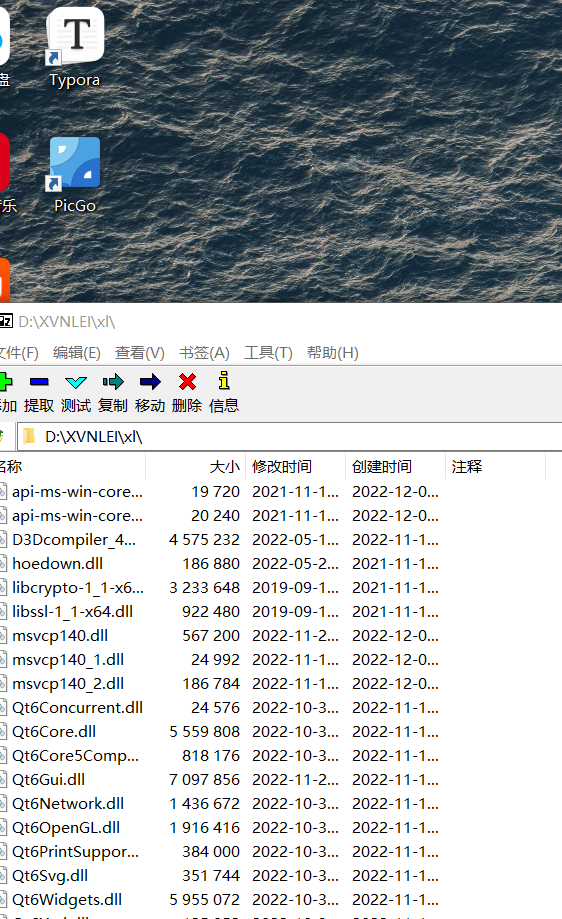 T
盘
Typora
乐
PicGo
D:\XVNLEI\xl\
文件(F) 编辑(E) 查看(V) 书签(A) 工具(T) 帮助(H)
添加 提取 测试 复制 移动 删除 信息
D:\XVNLEI\xl\
名称 大小 修改时间 创建时间 注释
api-ms-win-core... 19 720 2021-11-1... 2022-12-0...
api-ms-win-core... 20 240 2021-11-1... 2022-12-0...
D3Dcompiler_4... 4 575 232 2022-05-1... 2022-11-1...
hoedown.dll 186 880 2022-05-2... 2021-11-1...
libcrypto-1_1-x6... 3 233 648 2019-09-1... 2021-11-1...
libssl-1_1-x64.dll 922 480 2019-09-1... 2021-11-1...
msvcp140.dll 567 200 2022-11-2... 2022-12-0...
msvcp140_1.dll 24 992 2022-11-1... 2022-12-0...
msvcp140_2.dll 186 784 2022-11-1... 2022-12-0...
Qt6Concurrent.dll 24 576 2022-10-3... 2022-11-1...
Qt6Core.dll 5 559 808 2022-10-3... 2022-11-1...
Qt6Core5Comp... 818 176 2022-10-3... 2022-11-1...
Qt6Gui.dll 7 097 856 2022-11-2... 2022-11-1...
Qt6Network.dll 1 436 672 2022-10-3... 2022-11-1...
Qt6OpenGL.dll 1 916 416 2022-10-3... 2022-11-1...
Qt6PrintSuppor... 384 000 2022-10-3... 2022-11-1...
Qt6Svg.dll 351 744 2022-10-3... 2022-11-1...
Qt6Widgets.dll 5 955 072 2022-10-3... 2022-11-1...